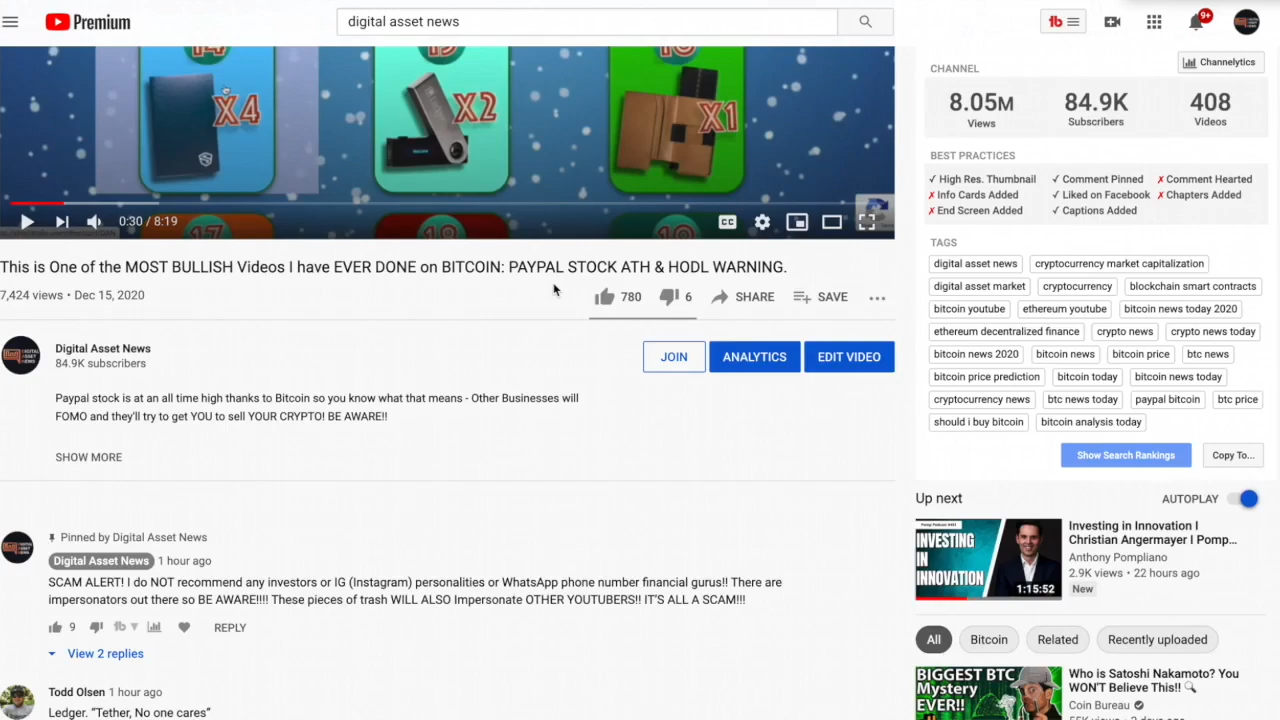 Premium
digital asset news
9+
X4
X2
X1
0:30 / 8:19
CC
17
This is One of the MOST BULLISH Videos I have EVER DONE on BITCOIN: PAYPAL STOCK ATH & HODL WARNING.
7,424 views • Dec 15, 2020
780
6
SHARE
SAVE
Digital Asset News
84.9K subscribers
JOIN
ANALYTICS
EDIT VIDEO
Paypal stock is at an all time high thanks to Bitcoin so you know what that means - Other Businesses will
FOMO and they'll try to get YOU to sell YOUR CRYPTO! BE AWARE!!
SHOW MORE
Pinned by Digital Asset News
Digital Asset News 1 hour ago
SCAM ALERT! I do NOT recommend any investors or IG (Instagram) personalities or WhatsApp phone number financial gurus!! There are
impersonators out there so BE AWARE!!!! These pieces of trash WILL ALSO Impersonate OTHER YOUTUBERS!! IT'S ALL A SCAM!!!
9
REPLY
View 2 replies
Todd Olsen 1 hour ago
Ledger. “Tether, No one cares”
CHANNEL
Channelytics
8.05M 84.9K 408
Views Subscribers Videos
BEST PRACTICES
✓ High Res. Thumbnail ✓ Comment Pinned ✗ Comment Hearted
✗ Info Cards Added ✓ Liked on Facebook ✗ Chapters Added
✗ End Screen Added ✓ Captions Added
TAGS
digital asset news cryptocurrency market capitalization
digital asset market cryptocurrency blockchain smart contracts
bitcoin youtube ethereum youtube bitcoin news today 2020
ethereum decentralized finance crypto news crypto news today
bitcoin news 2020 bitcoin news bitcoin price btc news
bitcoin price prediction bitcoin today bitcoin news today
cryptocurrency news btc news today paypal bitcoin btc price
should i buy bitcoin bitcoin analysis today
Show Search Rankings
Copy To...
Up next
AUTOPLAY
INVESTING
IN
INNOVATION
1:15:52
Investing in Innovation I
Christian Angermayer I Pomp...
Anthony Pompliano
2.9K views • 22 hours ago
New
All
Bitcoin
Related
Recently uploaded
BIGGEST BTC
Mystery
EVER!!
Who is Satoshi Nakamoto? You
WON'T Believe This!!
Coin Bureau